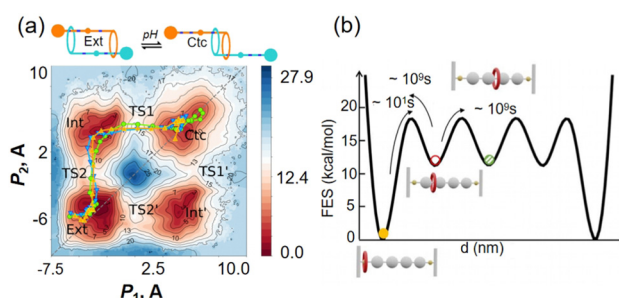 (a)
Ext
pH
Ctc
10
2
-6
-7.5
2.5
10.0
P₂, A
P₁, A
Int
TS1
Ctc
TS2
TS1'
TS2'
Ext
Int'
27.9
12.4
0.0
(b)
FES (kcal/mol)
20
15
10
5
0
~ 10⁹s
~ 10¹s
~ 10⁰s
d (nm)